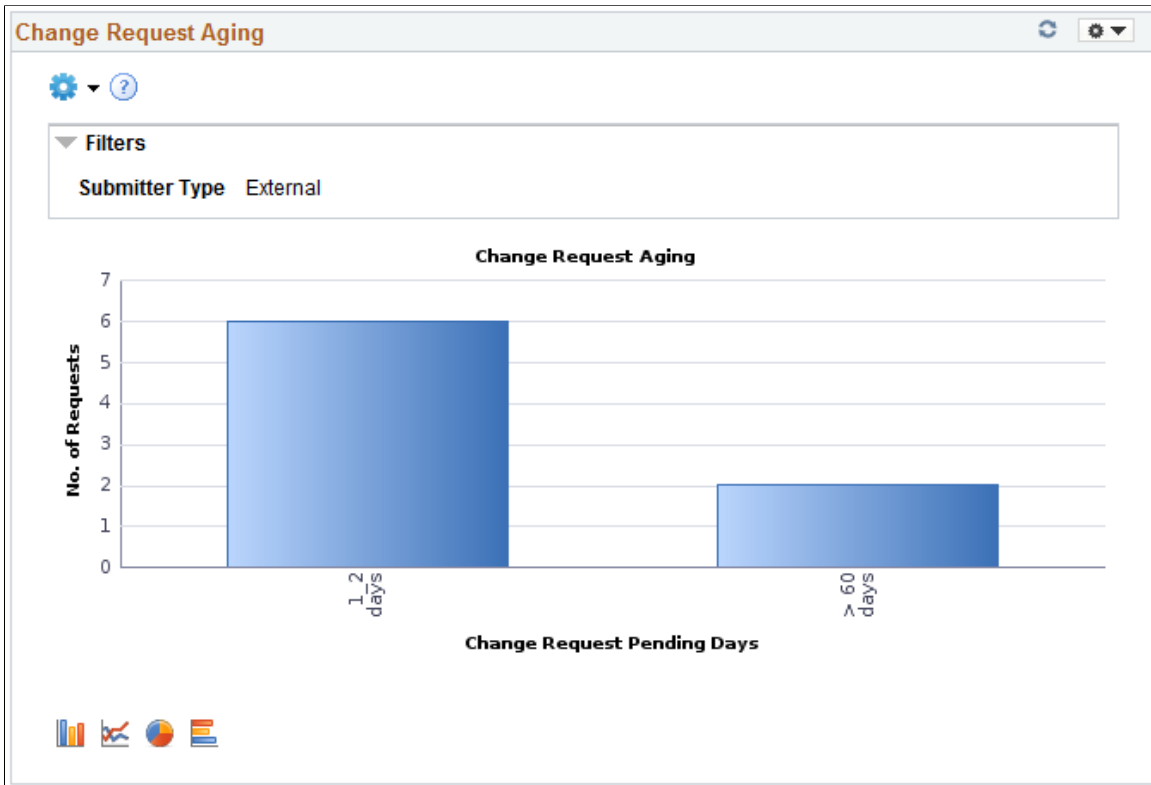 Change Request Aging
?
Filters
Submitter Type External
Change Request Aging
7
6
5
4
3
2
1
0
No. of Requests
1_2
days
> 60
days
Change Request Pending Days